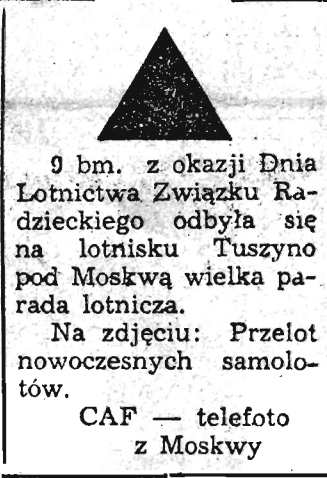 9 bm. z okazji Dnia
Lotnictwa Związku Ra-
dzieckiego odbyła się
na lotnisku Tuszyno
pod Moskwą wielka pa-
rada lotnicza.
Na zdjęciu: Przelot
nowoczesnych samolo-
tów.
CAF — telefoto
z Moskwy